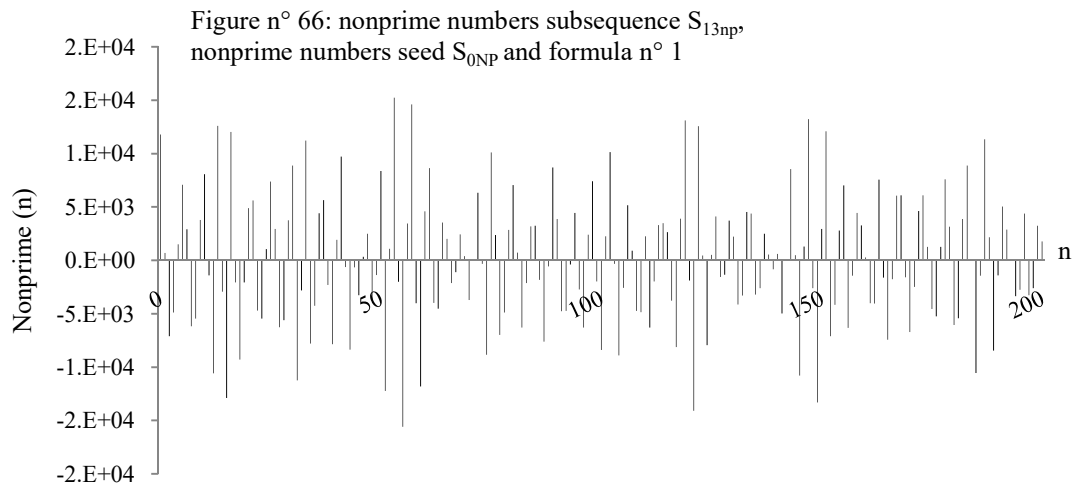 Figure n° 66: nonprime numbers subsequence S13np,
nonprime numbers seed S0NP and formula n° 1
2.E+04
2.E+04
1.E+04
5.E+03
0.E+00
-5.E+03
-1.E+04
-2.E+04
-2.E+04
Nonprime (n)
0
50
100
150
200
n